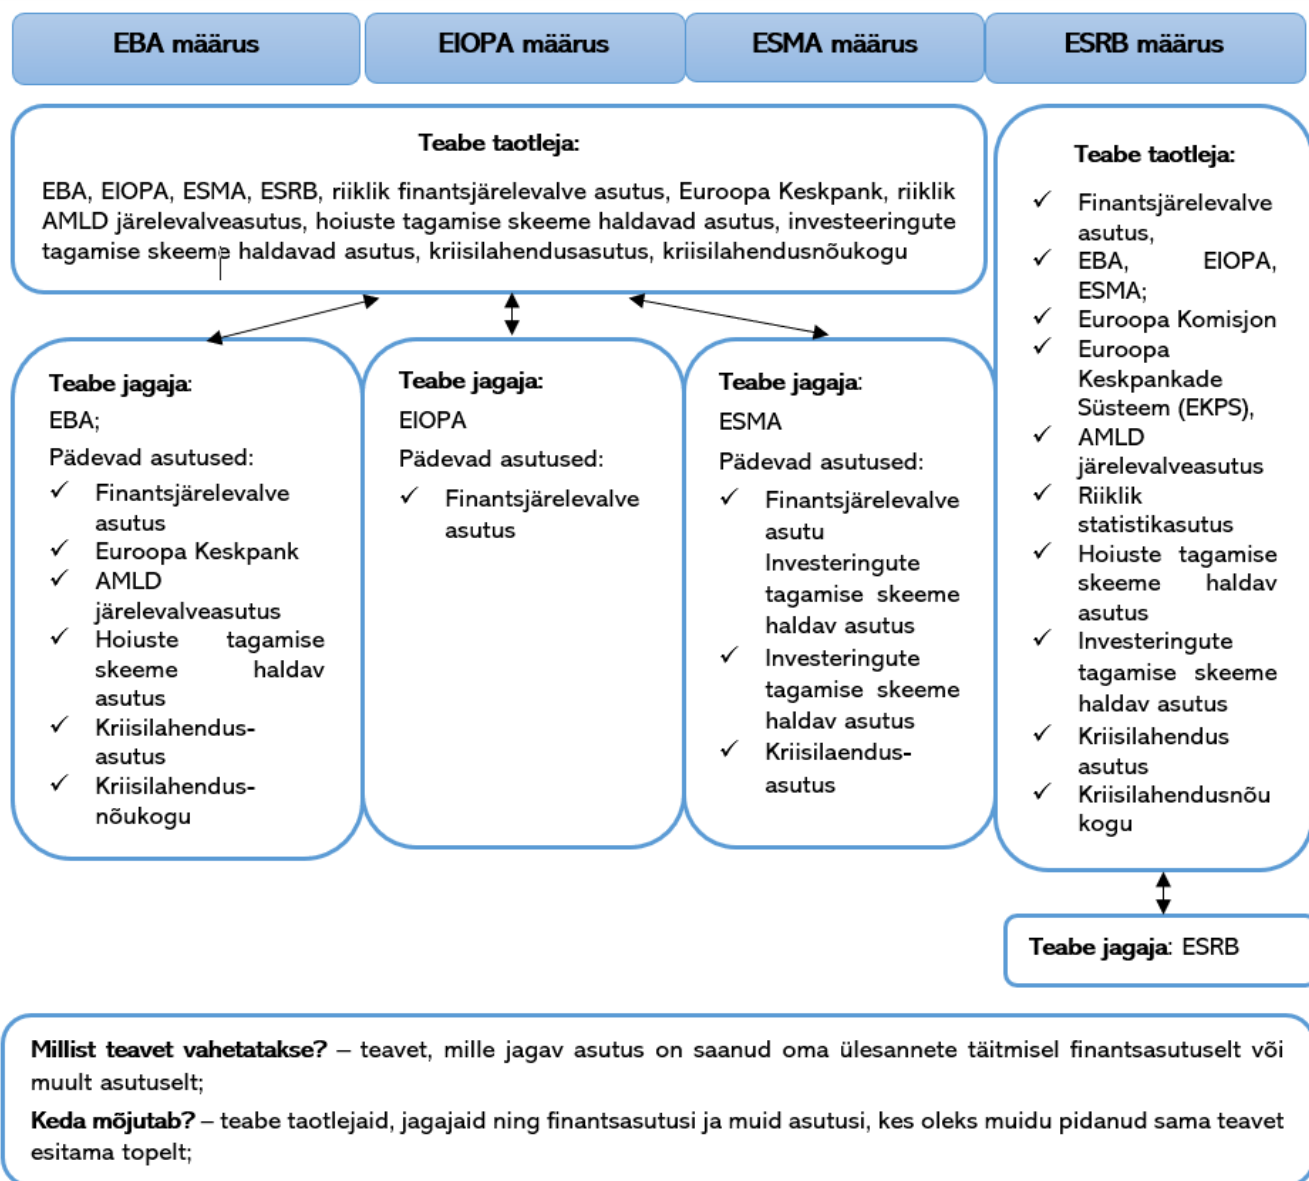 EBA määrus
EIOPA määrus
ESMA määrus
ESRB määrus
Teabe taotleja:
EBA, EIOPA, ESMA, ESRB, riiklik finantsjärelevalve asutus, Euroopa Keskpank, riiklik
AMLD järelevalveasutus, hoiuste tagamise skeeme haldavad asutus, investeeringute
tagamise skeeme haldavad asutus, kriisilahendusasutus, kriisilahendusnõukogu
Teabe jagaja:
EBA;
Pädevad asutused:
✓ Finantsjärelevalve
asutus
✓ Euroopa Keskpank
✓ AMLD
järelevalveasutus
✓ Hoiuste tagamise
skeeme haldav
asutus
✓ Kriisilahendus-
asutus
✓ Kriisilahendus-
nõukogu
Teabe jagaja:
EIOPA
Pädevad asutused:
✓ Finantsjärelevalve
asutus
Teabe jagaja:
ESMA
Pädevad asutused:
✓ Finantsjärelevalve
asutu
Investeringute
tagamise skeeme
haldav asutus
✓ Investeringute
tagamise skeeme
haldav asutus
✓ Kriisilaendus-
asutus
Teabe taotleja:
✓ Finantsjärelevalve
asutus,
✓ EBA, EIOPA,
ESMA;
✓ Euroopa Komisjon
✓ Euroopa
Keskpankade
Süsteem (EKPS),
✓ AMLD
järelevalveasutus
✓ Riiklik
statistikasutus
✓ Hoiuste tagamise
skeeme haldav
asutus
✓ Investeringute
tagamise skeeme
haldav asutus
✓ Kriisilahendus
asutus
✓ Kriisilahendusnõu
kogu
Teabe jagaja: ESRB
Millist teavet vahetatakse? – teavet, mille jagav asutus on saanud oma ülesannete täitmisel finantsasutuselt või
muult asutuselt;
Keda mõjutab? – teabe taotlejaid, jagajaid ning finantsasutusi ja muid asutusi, kes oleks muidu pidanud sama teavet
esitama topelt;